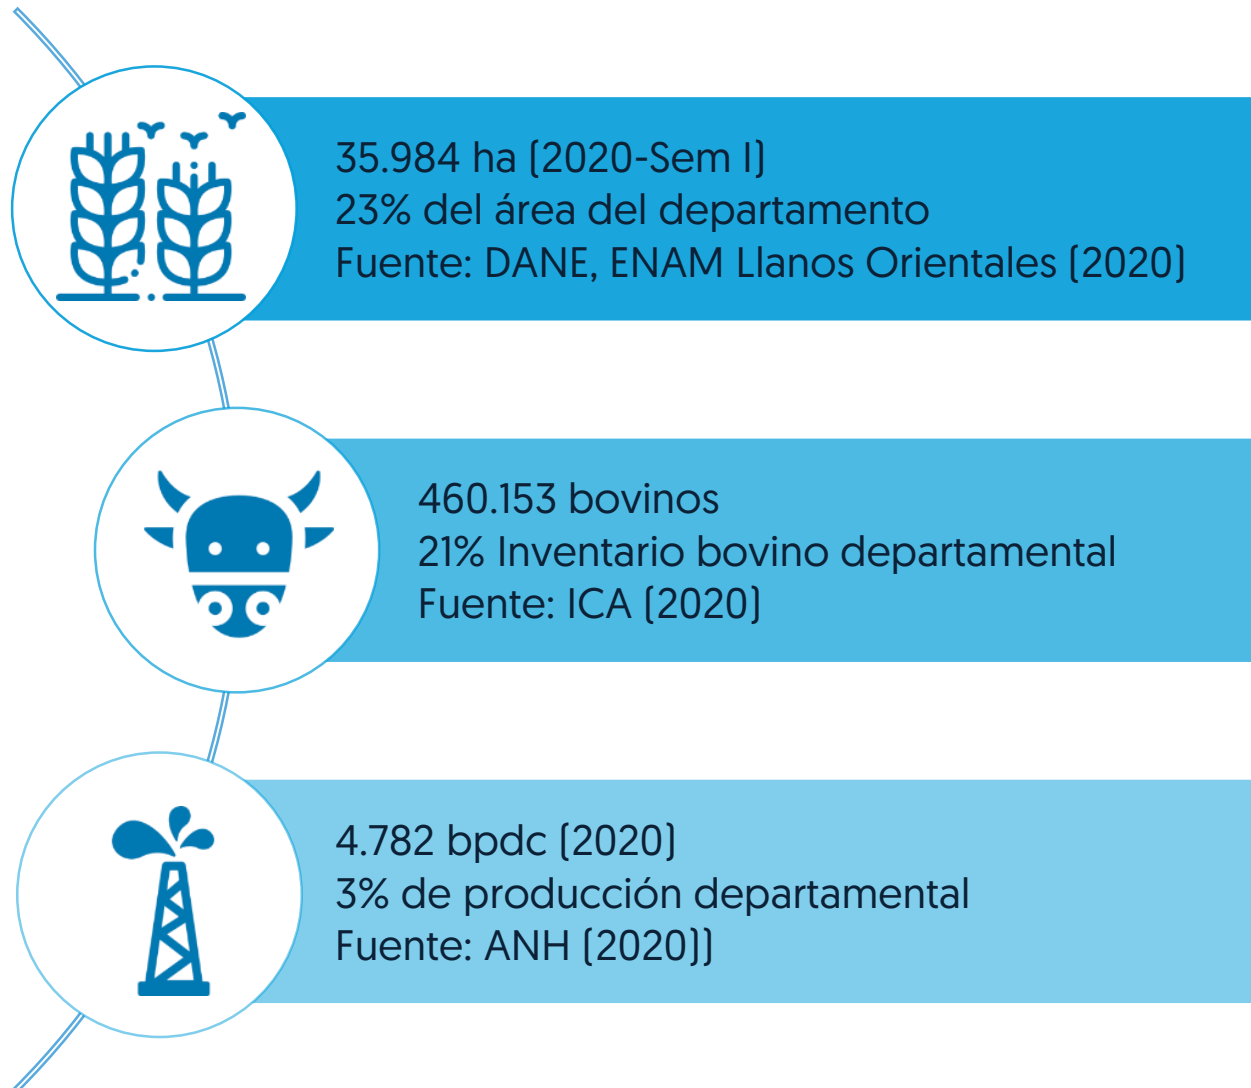 35.984 ha (2020-Sem I)
23% del área del departamento
Fuente: DANE, ENAM Llanos Orientales (2020)
460.153 bovinos
21% Inventario bovino departamental
Fuente: ICA (2020)
4.782 bpdc (2020)
3% de producción departamental
Fuente: ANH (2020))